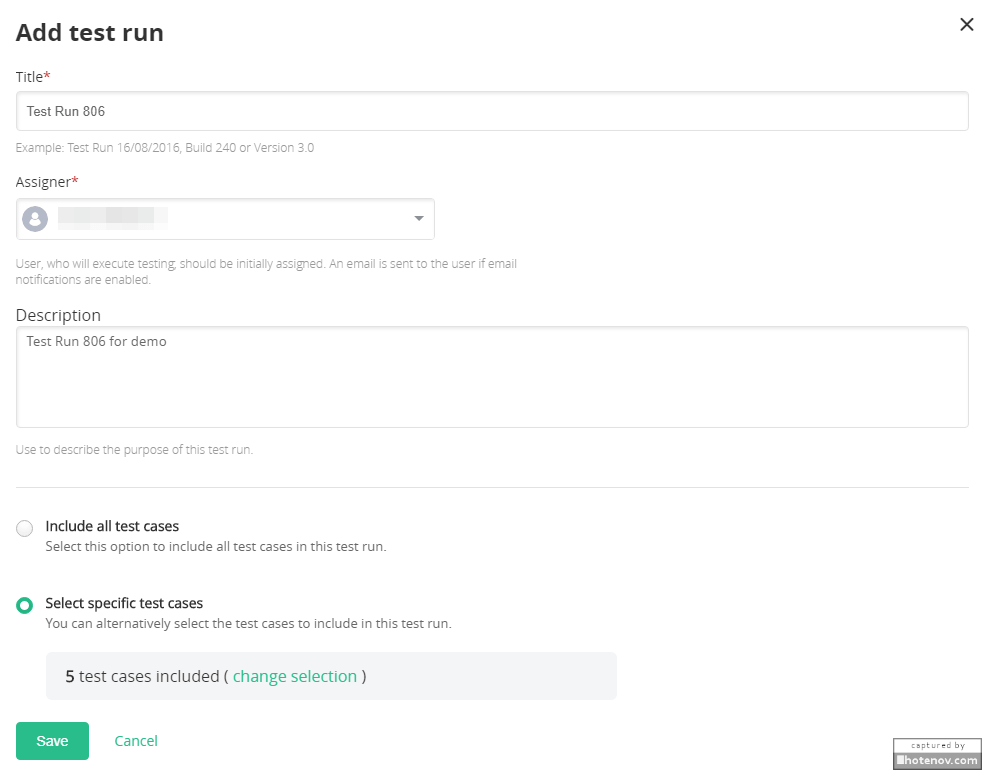 Add test run
Title*
Test Run 806
Example: Test Run 16/08/2016, Build 240 or Version 3.0
Assigner*
User, who will execute testing, should be initially assigned. An email is sent to the user if email
notifications are enabled.
Description
Test Run 806 for demo
Use to describe the purpose of this test run.
Include all test cases
Select this option to include all test cases in this test run.
Select specific test cases
You can alternatively select the test cases to include in this test run.
5 test cases included ( change selection )
Save Cancel
captured by
hotenov.com